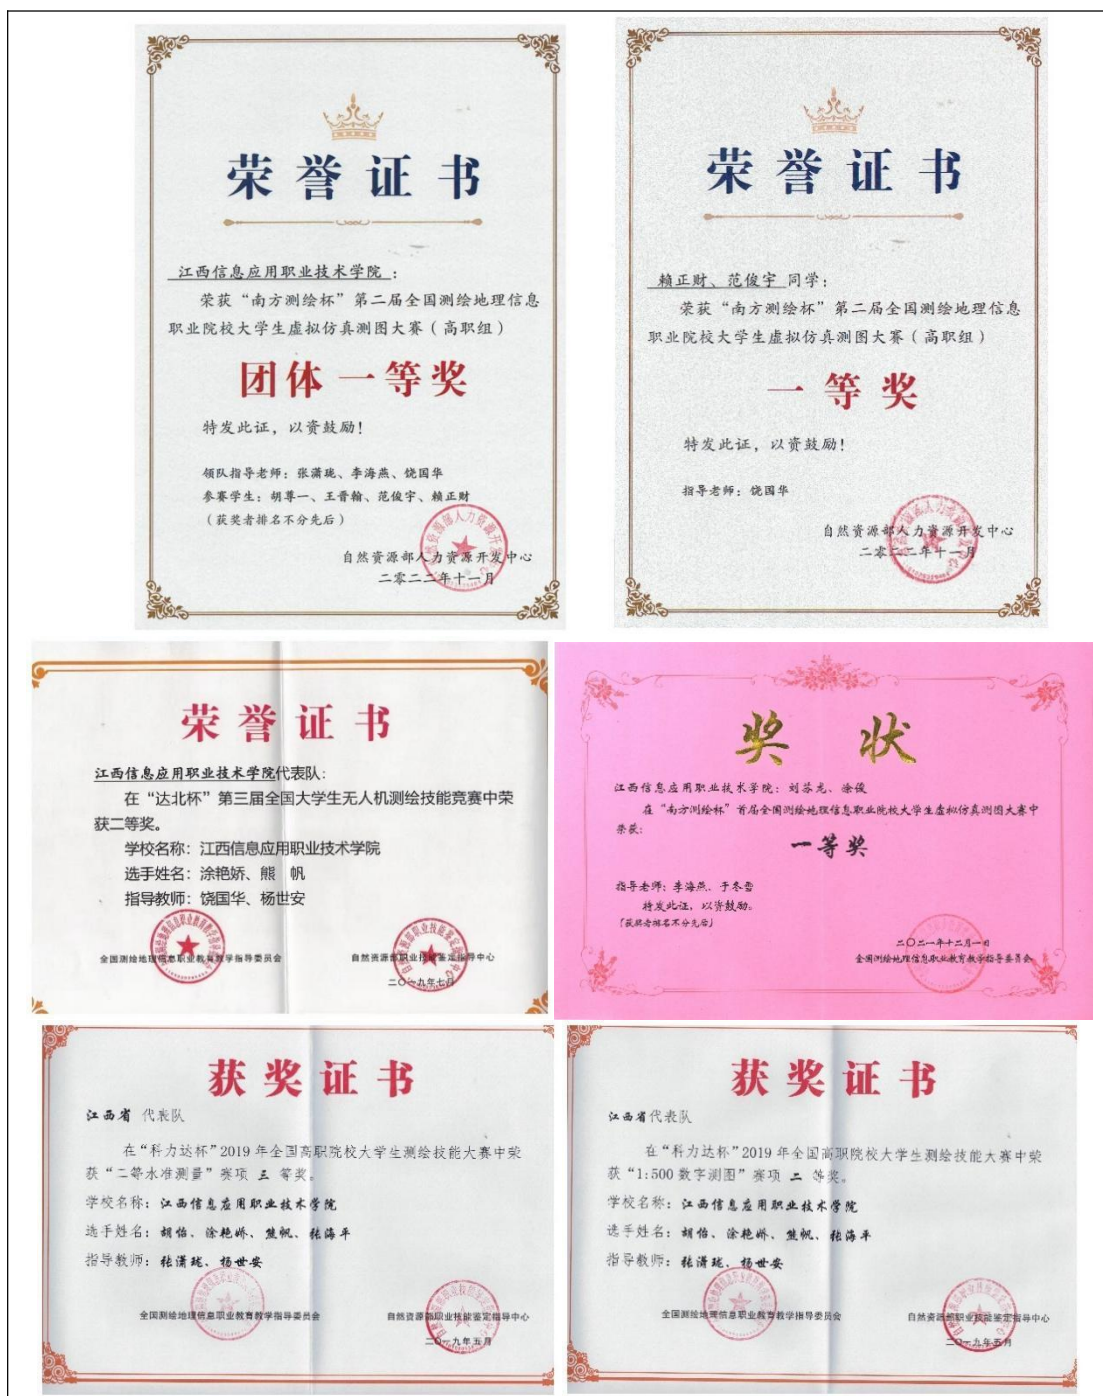 荣誉证书
江西信息应用职业技术学院：
荣获“南方测绘杯”第二届全国测绘地理信息
职业院校大学生虚拟仿真测图大赛（高职组）
团体一等奖
特发此证，以资鼓励！
领队指导老师：张潇珑、李海燕、饶国华
参赛学生：胡尊一、王晋翰、范俊宇、赖正财
（获奖者排名不分先后）
自然资源部人力资源开发中心
二零二二年十一月
荣誉证书
赖正财、范俊宇 同学：
荣获“南方测绘杯”第二届全国测绘地理信息
职业院校大学生虚拟仿真测图大赛（高职组）
一等奖
特发此证，以资鼓励！
指导老师：饶国华
自然资源部人力资源开发中心
二零二二年十一月
荣誉证书
江西信息应用职业技术学院代表队：
在“达北杯”第三届全国大学生无人机测绘技能竞赛中荣
获二等奖。
学校名称：江西信息应用职业技术学院
选手姓名：涂艳娇、熊 帆
指导教师：饶国华、杨世安
全国测绘地理信息职业教育教学指导委员会
自然资源部职业技能鉴定指导中心
二〇一九年七月
奖状
江西信息应用职业技术学院：刘芬龙、涂俊
在“南方测绘杯”首届全国测绘地理信息职业院校大学生虚拟仿真测图大赛中
荣获：
一等奖
指导老师：李海燕、于冬雪
特发此证，以资鼓励。
（获奖者排名不分先后）
二〇二一年十二月一日
全国测绘地理信息职业教育教学指导委员会
获奖证书
江西省 代表队
在“科力达杯”2019年全国高职院校大学生测绘技能大赛中荣
获“二等水准测量”赛项 三 等奖。
学校名称：江西信息应用职业技术学院
选手姓名：胡怡、涂艳娇、熊帆、张海平
指导教师：张潇珑、杨世安
全国测绘地理信息职业教育教学指导委员会
自然资源部职业技能鉴定指导中心
二〇一九年五月
获奖证书
江西省代表队
在“科力达杯”2019年全国高职院校大学生测绘技能大赛中荣
获“1:500数字测图”赛项 二 等奖。
学校名称：江西信息应用职业技术学院
选手姓名：胡怡、涂艳娇、熊帆、张海平
指导教师：张潇珑、杨世安
全国测绘地理信息职业教育教学指导委员会
自然资源部职业技能鉴定指导中心
二〇一九年五月